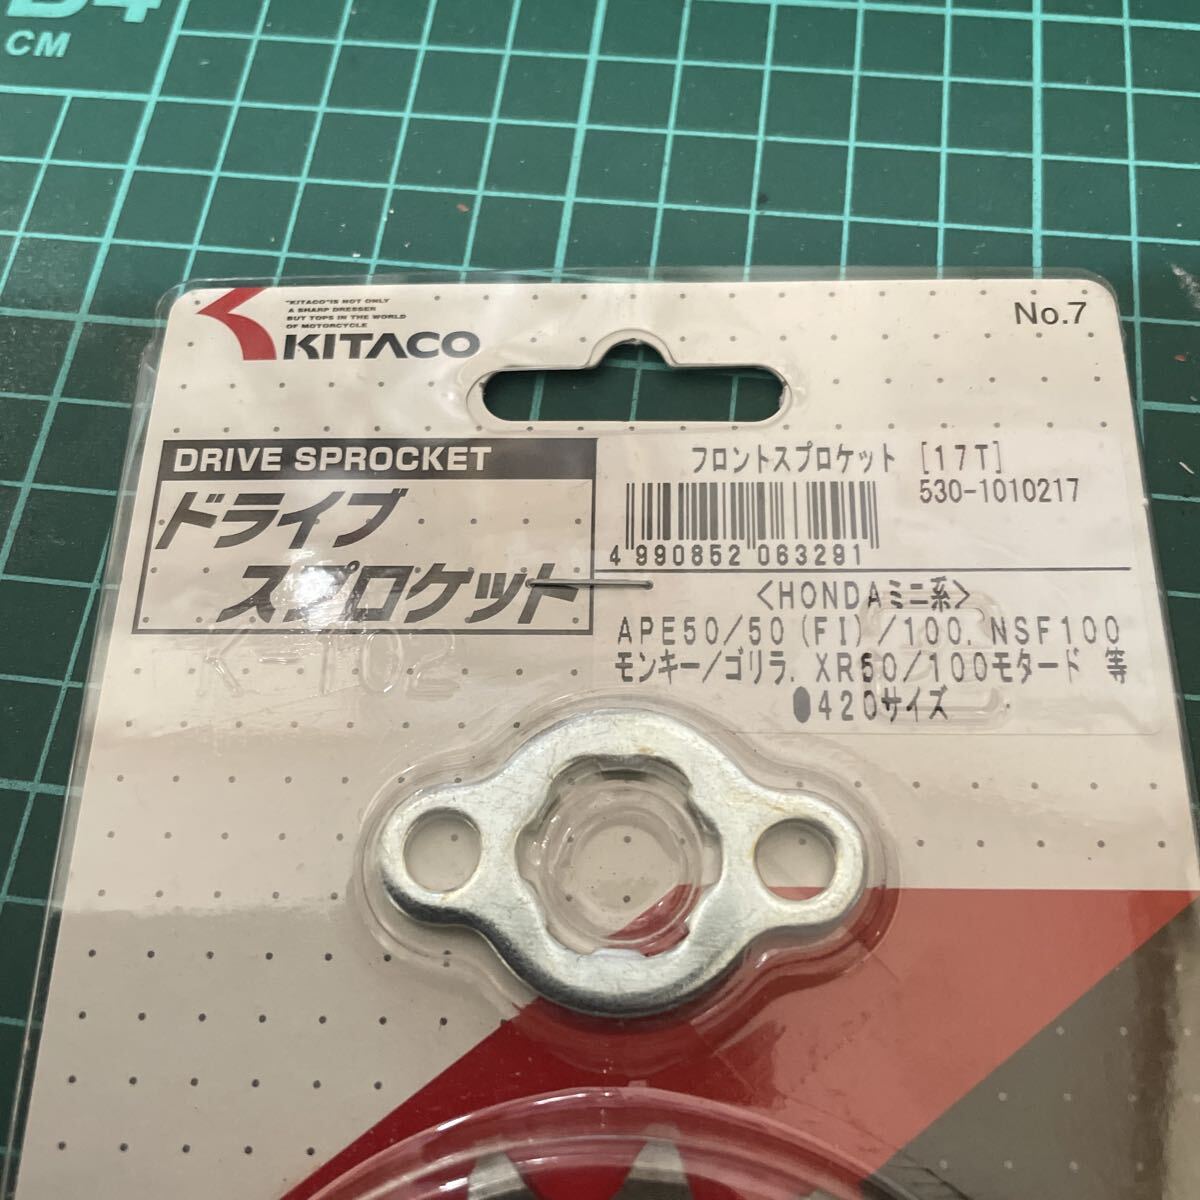 B4
CM
"KITACO"IS NOT ONLY
A SHARP DRESSER
BUT TOPS IN THE WORLD
OF MOTORCYCLE
KITACO
No.7
DRIVE SPROCKET
ドライブ
スプロケット
フロントスプロケット [17T]
530-1010217
4 990852 063291
<HONDAミニ系>
APE50/50(FI)/100. NSF100
モンキー/ゴリラ. XR50/100モタード 等
●420サイズ
K-102